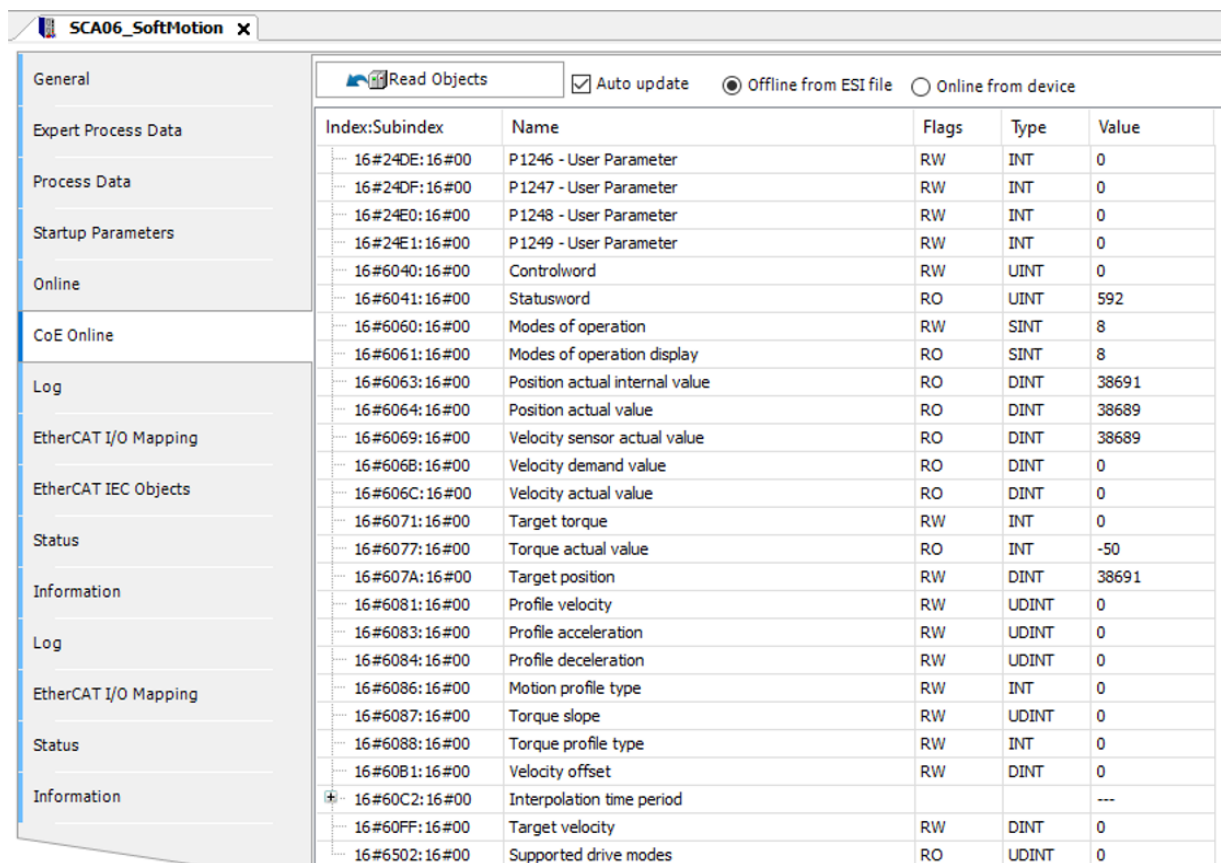 SCA06_SoftMotion
General
Expert Process Data
Process Data
Startup Parameters
Online
CoE Online
Log
EtherCAT I/O Mapping
EtherCAT IEC Objects
Status
Information
Log
EtherCAT I/O Mapping
Status
Information
Read Objects Auto update Offline from ESI file Online from device
Index:Subindex Name Flags Type Value
16#24DE:16#00 P1246 - User Parameter RW INT 0
16#24DF:16#00 P1247 - User Parameter RW INT 0
16#24E0:16#00 P1248 - User Parameter RW INT 0
16#24E1:16#00 P1249 - User Parameter RW INT 0
16#6040:16#00 Controlword RW UINT 0
16#6041:16#00 Statusword RO UINT 592
16#6060:16#00 Modes of operation RW SINT 8
16#6061:16#00 Modes of operation display RO SINT 8
16#6063:16#00 Position actual internal value RO DINT 38691
16#6064:16#00 Position actual value RO DINT 38689
16#6069:16#00 Velocity sensor actual value RO DINT 38689
16#606B:16#00 Velocity demand value RO DINT 0
16#606C:16#00 Velocity actual value RO DINT 0
16#6071:16#00 Target torque RW INT 0
16#6077:16#00 Torque actual value RO INT -50
16#607A:16#00 Target position RW DINT 38691
16#6081:16#00 Profile velocity RW UDINT 0
16#6083:16#00 Profile acceleration RW UDINT 0
16#6084:16#00 Profile deceleration RW UDINT 0
16#6086:16#00 Motion profile type RW INT 0
16#6087:16#00 Torque slope RW UDINT 0
16#6088:16#00 Torque profile type RW INT 0
16#60B1:16#00 Velocity offset RW DINT 0
16#60C2:16#00 Interpolation time period ---
16#60FF:16#00 Target velocity RW DINT 0
16#6502:16#00 Supported drive modes RO UDINT 0